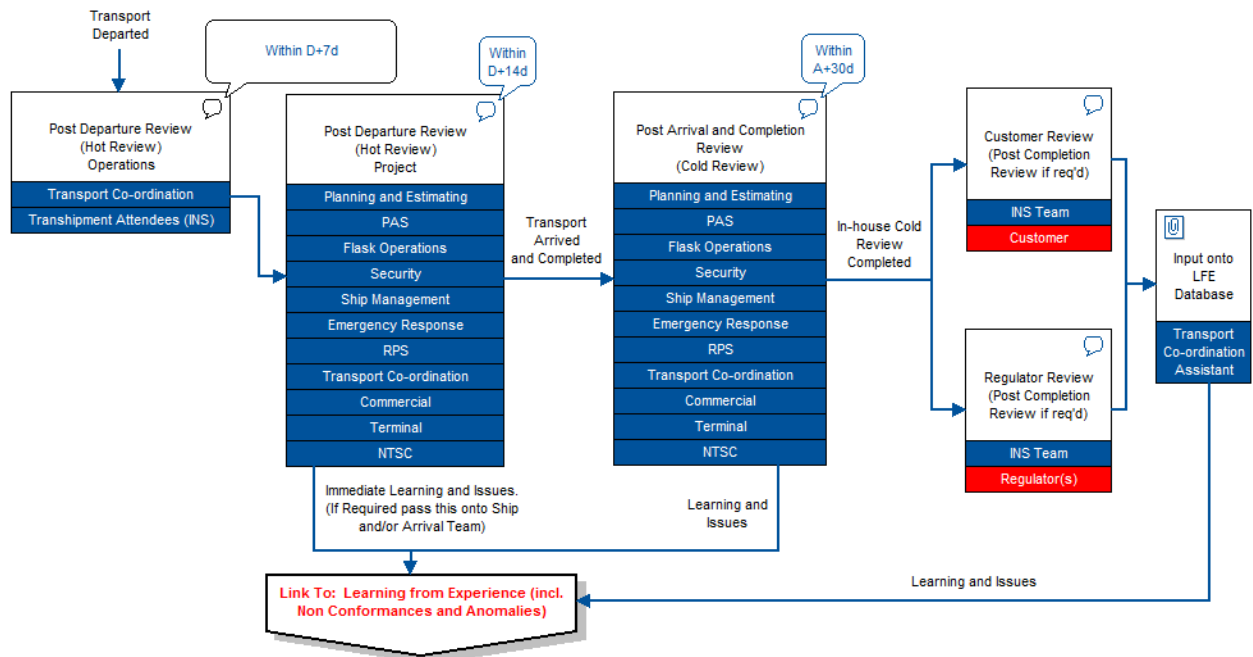 Transport
Departed
Within D+7d
Within
D+14d
Within
A+30d
Post Departure Review
(Hot Review)
Operations
Transport Co-ordination
Transhipment Attendees (INS)
Post Departure Review
(Hot Review)
Project
Planning and Estimating
PAS
Flask Operations
Security
Ship Management
Emergency Response
RPS
Transport Co-ordination
Commercial
Terminal
NTSC
Transport
Arrived
and Completed
Post Arrival and Completion
Review
(Cold Review)
Planning and Estimating
PAS
Flask Operations
Security
Ship Management
Emergency Response
RPS
Transport Co-ordination
Commercial
Terminal
NTSC
In-house Cold
Review
Completed
Customer Review
(Post Completion
Review if req'd)
INS Team
Customer
Regulator Review
(Post Completion
Review if req'd)
INS Team
Regulator(s)
Input onto
LFE
Database
Transport
Co-ordination
Assistant
Immediate Learning and Issues.
(If Required pass this onto Ship
and/or Arrival Team)
Learning and
Issues
Learning and Issues
Link To: Learning from Experience (incl.
Non Conformances and Anomalies)